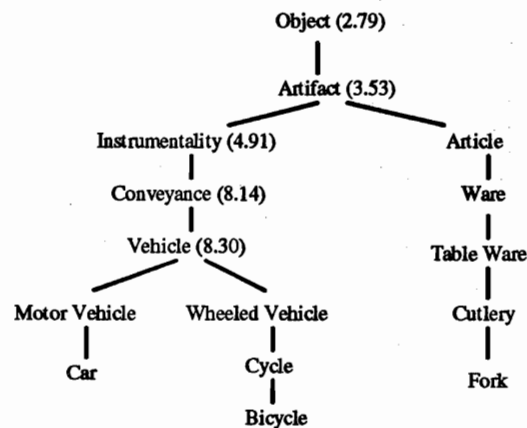 Object (2.79)
Artifact (3.53)
Instrumentality (4.91)
Article
Conveyance (8.14)
Ware
Vehicle (8.30)
Table Ware
Motor Vehicle
Wheeled Vehicle
Cutlery
Car
Cycle
Fork
Bicycle